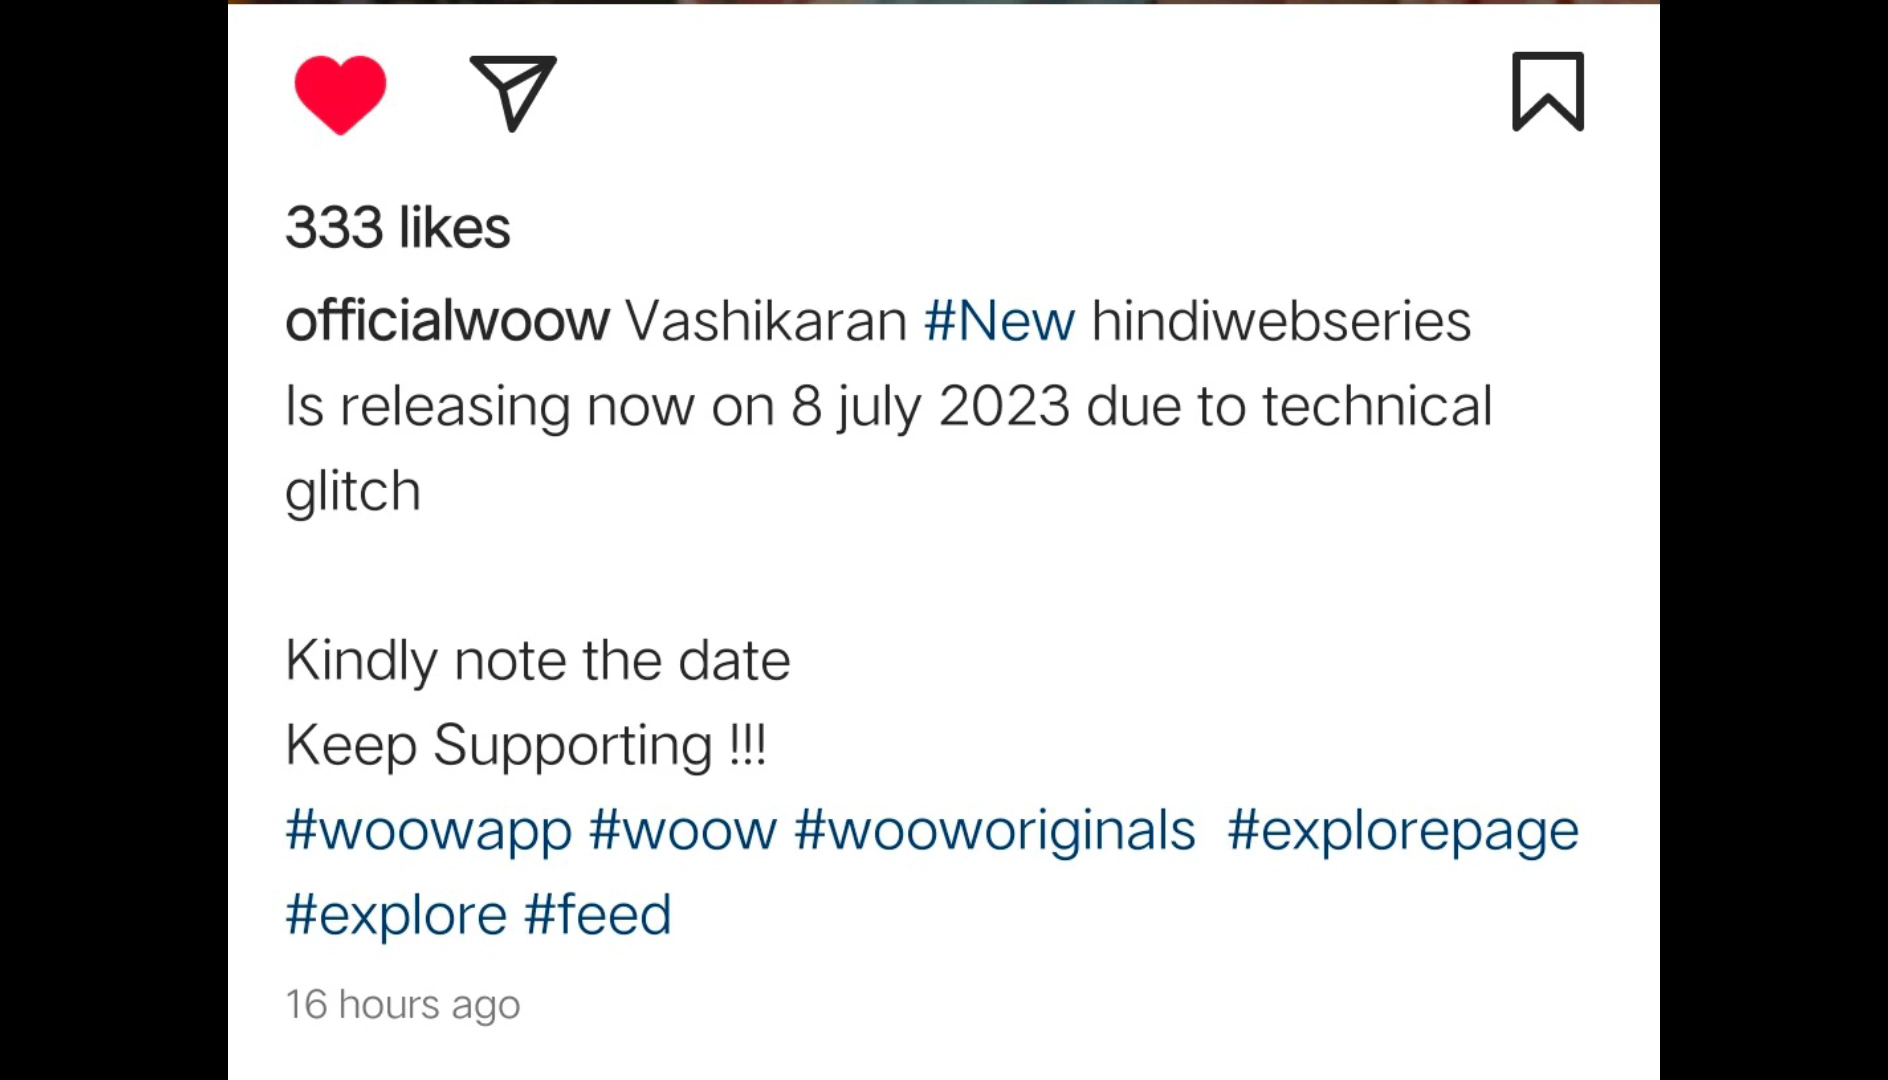 333 likes
officialwoow Vashikaran #New hindiwebseries
Is releasing now on 8 july 2023 due to technical
glitch
Kindly note the date
Keep Supporting !!!
#woowapp #woow #wooworiginals #explorepage
#explore #feed
16 hours ago